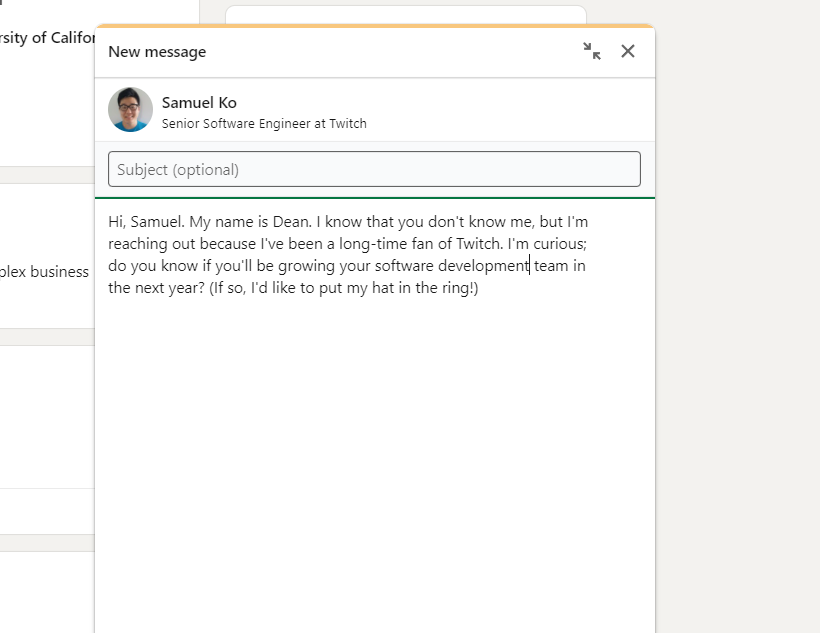 rsity of Califor
New message
Samuel Ko
Senior Software Engineer at Twitch
Subject (optional)
Hi, Samuel. My name is Dean. I know that you don't know me, but I'm
reaching out because I've been a long-time fan of Twitch. I'm curious;
do you know if you'll be growing your software development team in
the next year? (If so, I'd like to put my hat in the ring!)
plex business